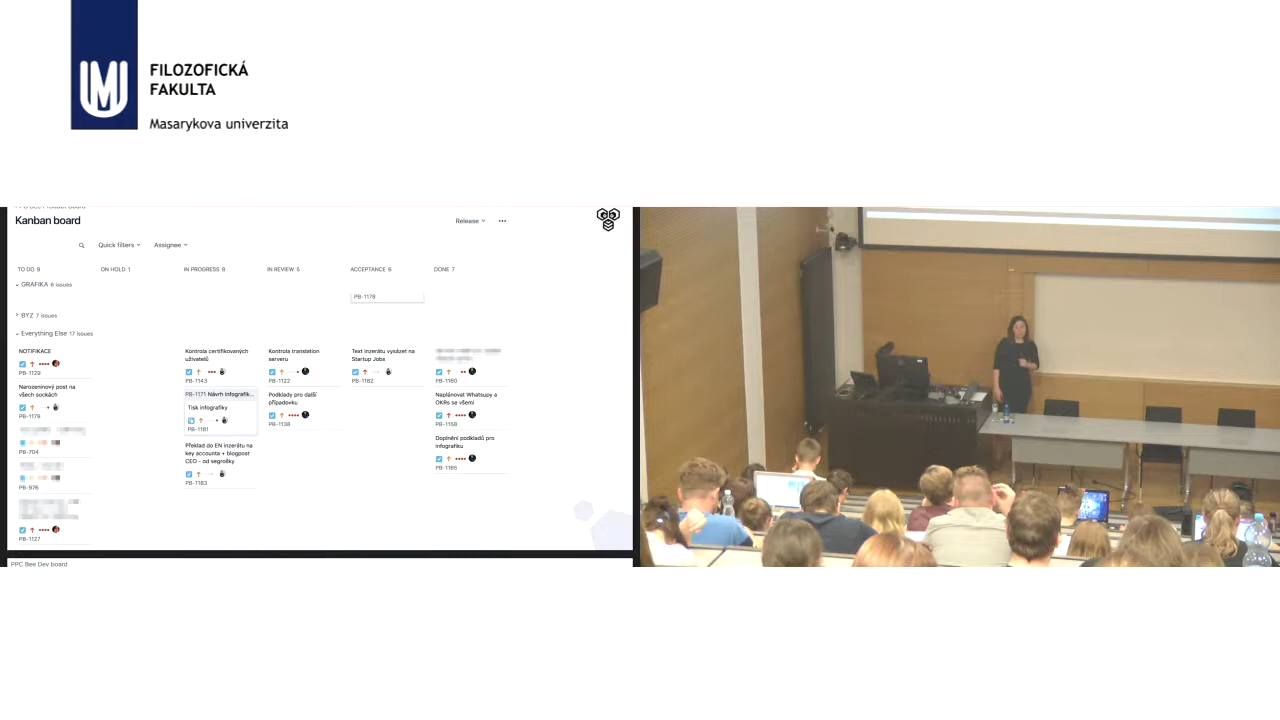 FILOZOFICKÁ
FAKULTA
Masarykova univerzita
Kanban board
Release
Quick filters
Assignee
TO DO 9
ON HOLD 1
IN PROGRESS 8
IN REVIEW 5
ACCEPTANCE 6
DONE 7
GRAFIKA 6 issues
PB-1178
BYZ 7 issues
Everything Else 17 issues
NOTIFIKACE
PB-1129
Narozeninový post na
všech sockách
PB-1179
PB-704
PB-976
PB-1127
Kontrola certifikovaných
uživatelů
PB-1143
PB-1171 Návrh infografik...
Tisk infografiky
PB-1181
Překlad do EN inzerátu na
key accounta + blogpost
CEO - od segrošky
PB-1183
Kontrola translation
serveru
PB-1122
Podklady pro další
případovku
PB-1138
Text inzerátu vysüzet na
Startup Jobs
PB-1182
PB-1160
Naplánovat Whatsupy a
OKRs se všemi
PB-1158
Doplnění podkladů pro
infografiku
PB-1165
PPC Bee Dev board